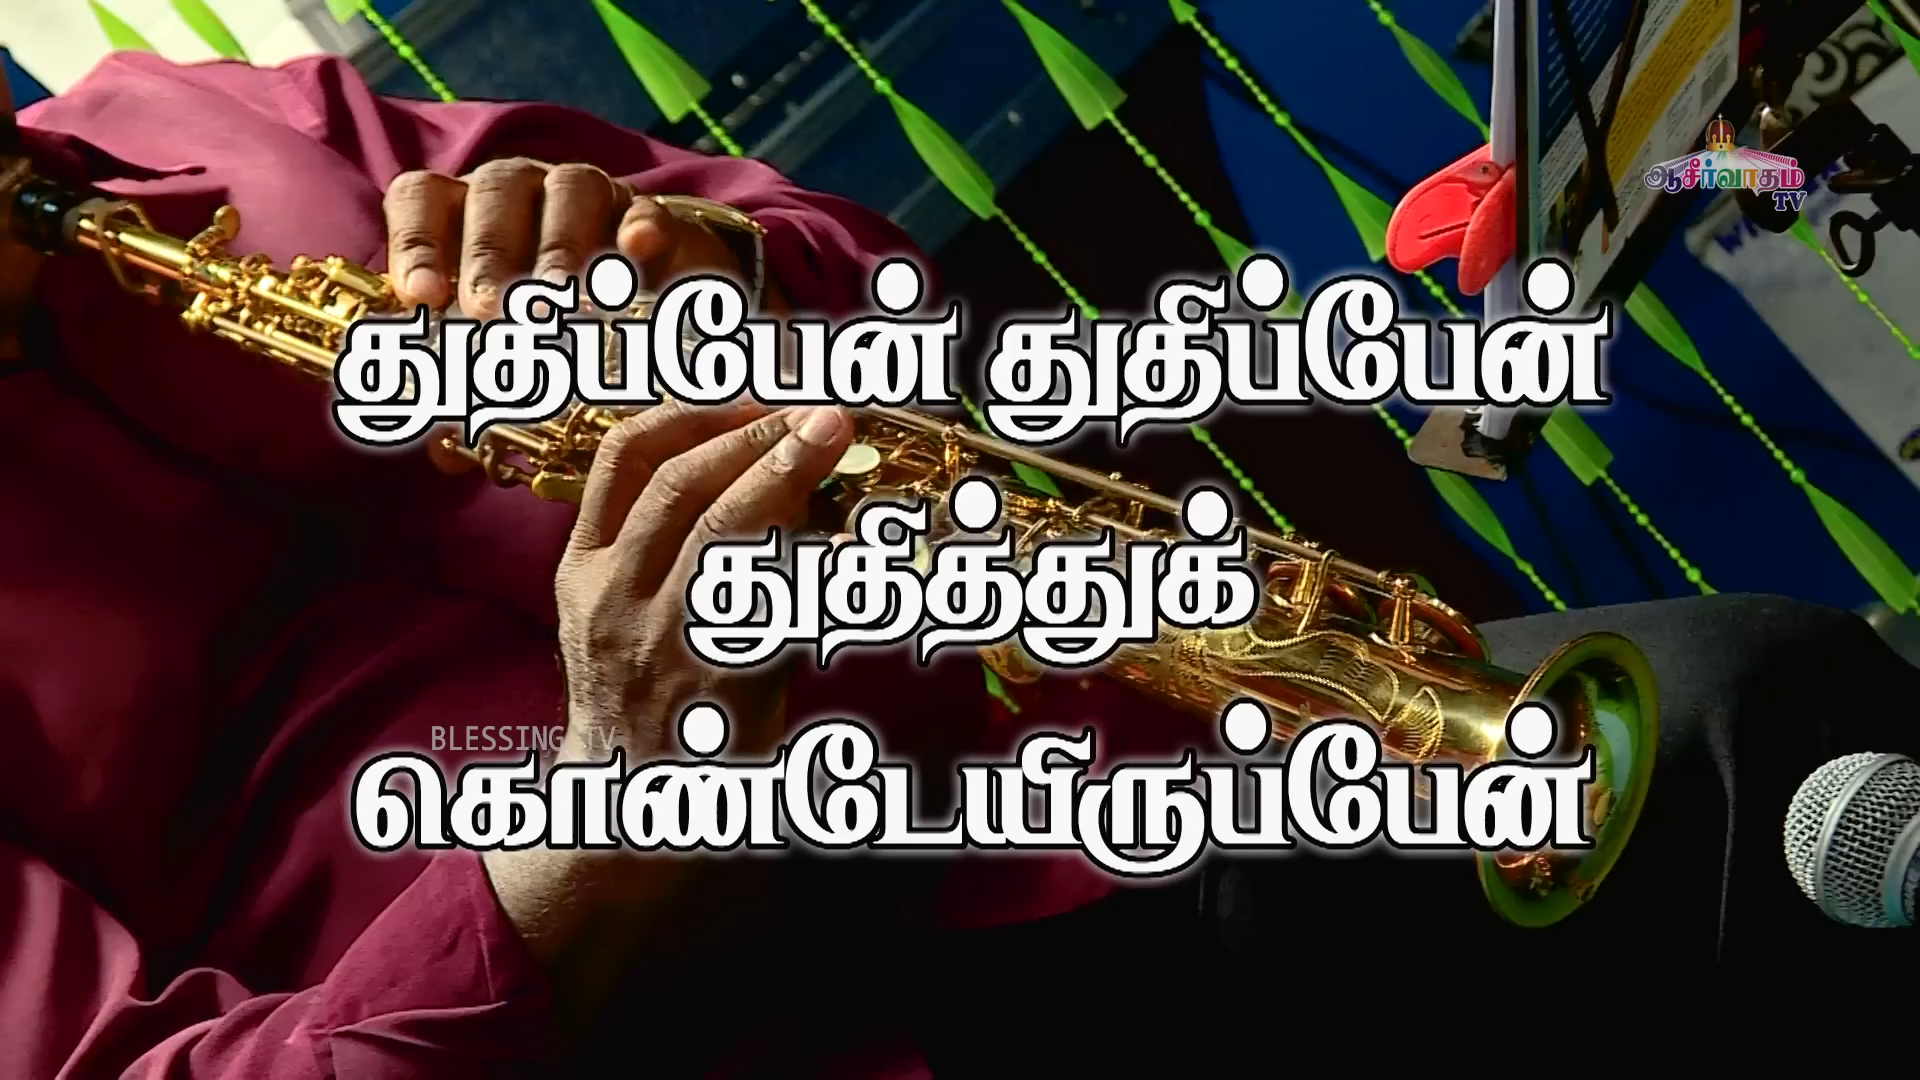 ஆசீர்வாதம்
TV
துதிப்பேன் துதிப்பேன்
துதித்துக்
BLESSING TV
கொண்டேயிருப்பேன்